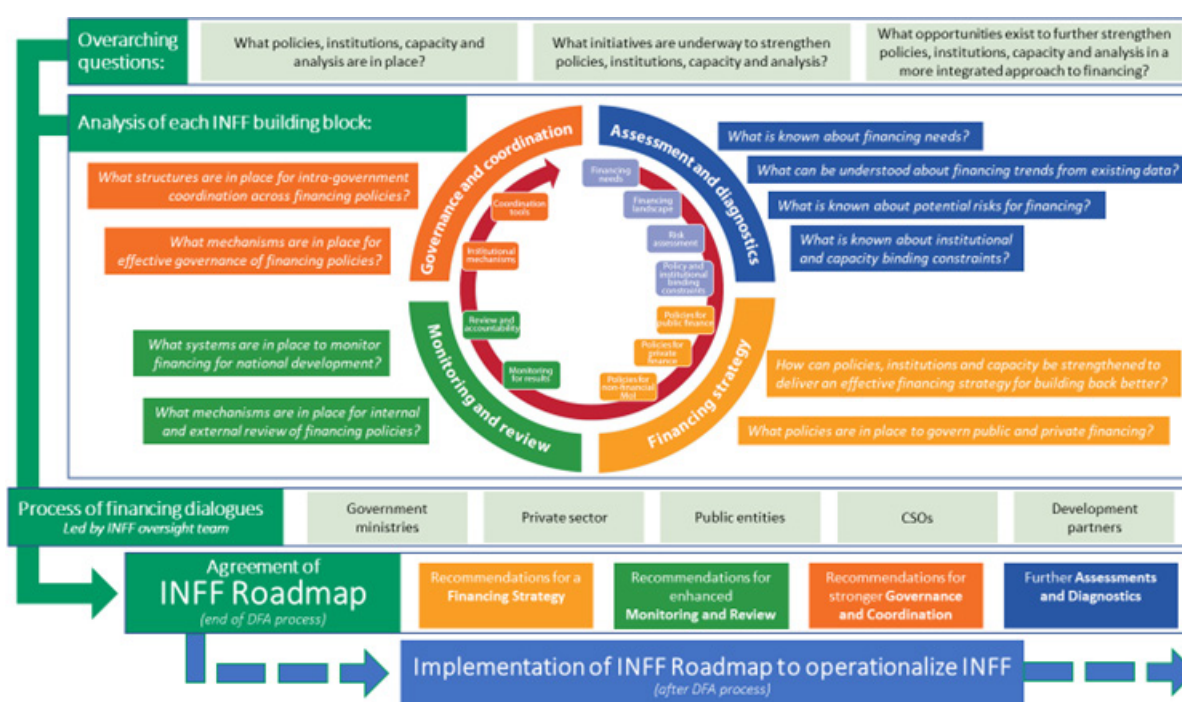 Overarching
questions:
What policies, institutions, capacity and
analysis are in place?
What initiatives are underway to strengthen
policies, institutions, capacity and analysis?
What opportunities exist to further strengthen
policies, institutions, capacity and analysis in a
more integrated approach to financing?
Analysis of each INFF building block:
What structures are in place for intra-government
coordination across financing policies?
What mechanisms are in place for
effective governance of financing policies?
What systems are in place to monitor
financing for national development?
What mechanisms are in place for internal
and external review of financing policies?
Governance and coordination
Assessment and diagnostics
Monitoring and review
Financing strategy
Financing
needs
Financing
landscape
Risk
assessment
Policy and
institutional
binding
constraints
Policies for
public finance
Policies for
private
finance
Policies for
non-financial MoI
Monitoring
for results
Review and
accountability
Institutional
mechanisms
Coordination
tools
What is known about financing needs?
What can be understood about financing trends from existing data?
What is known about potential risks for financing?
What is known about institutional
and capacity binding constraints?
How can policies, institutions and capacity be strengthened to
deliver an effective financing strategy for building back better?
What policies are in place to govern public and private financing?
Process of financing dialogues
Led by INFF oversight team
Government
ministries
Private sector
Public entities
CSOs
Development
partners
Agreement of
INFF Roadmap
(end of DFA process)
Recommendations for a
Financing Strategy
Recommendations for
enhanced
Monitoring and Review
Recommendations for
stronger Governance
and Coordination
Further Assessments
and Diagnostics
Implementation of INFF Roadmap to operationalize INFF
(after DFA process)